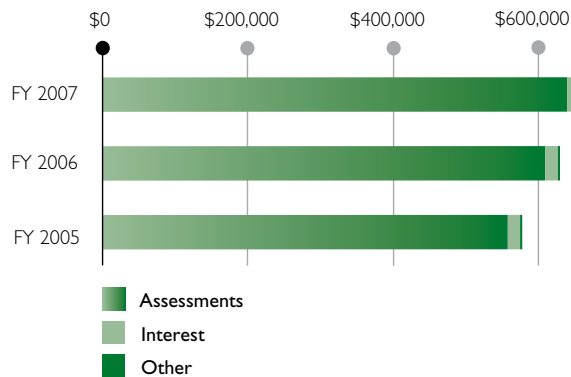 $0 $200,000 $400,000 $600,000
FY 2007
FY 2006
FY 2005
Assessments
Interest
Other